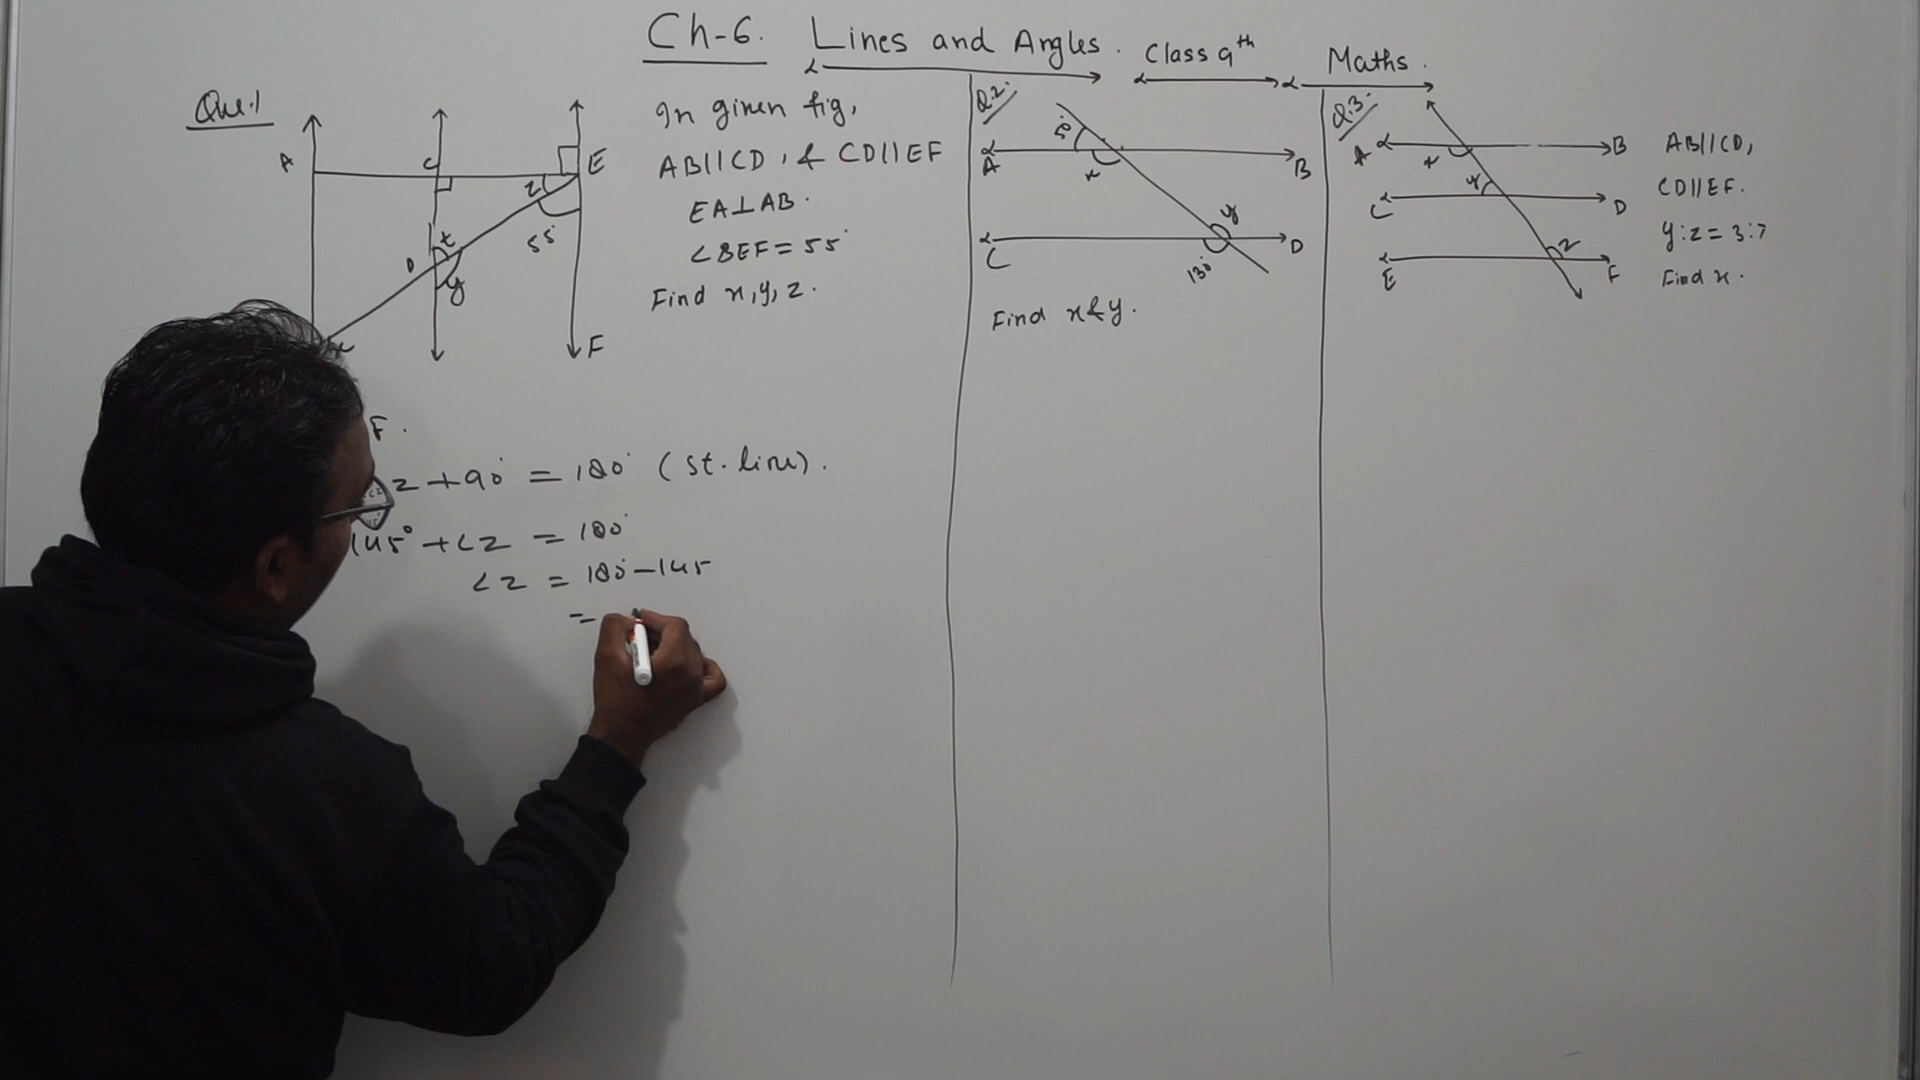 Ch-6. Lines and Angles. Class 9th Maths.
Que.1
A
C
E
z
55°
t
D
y
x
F
In given fig,
AB||CD, & CD||EF
EA⊥AB.
∠BEF = 55°
Find x, y, z.
F.
z + 90° = 180° (st. line).
145° + ∠z = 180°
∠z = 180° - 145
=
Q.2.
A
B
x
y
C
D
130°
Find x & y.
Q.3.
A
B
x
y
C
D
z
E
F
AB||CD,
CD||EF.
y:z = 3:7
Find x.